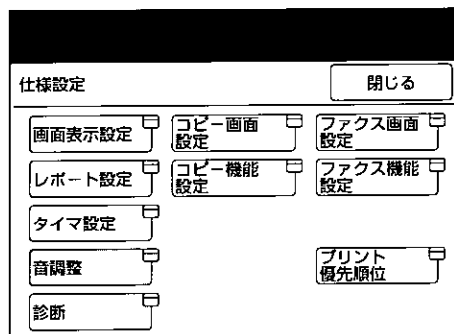 仕様設定
閉じる
画面表示設定
コピー画面
設定
ファクス画面
設定
レポート設定
コピー機能
設定
ファクス機能
設定
タイマ設定
音調整
プリント
優先順位
診断